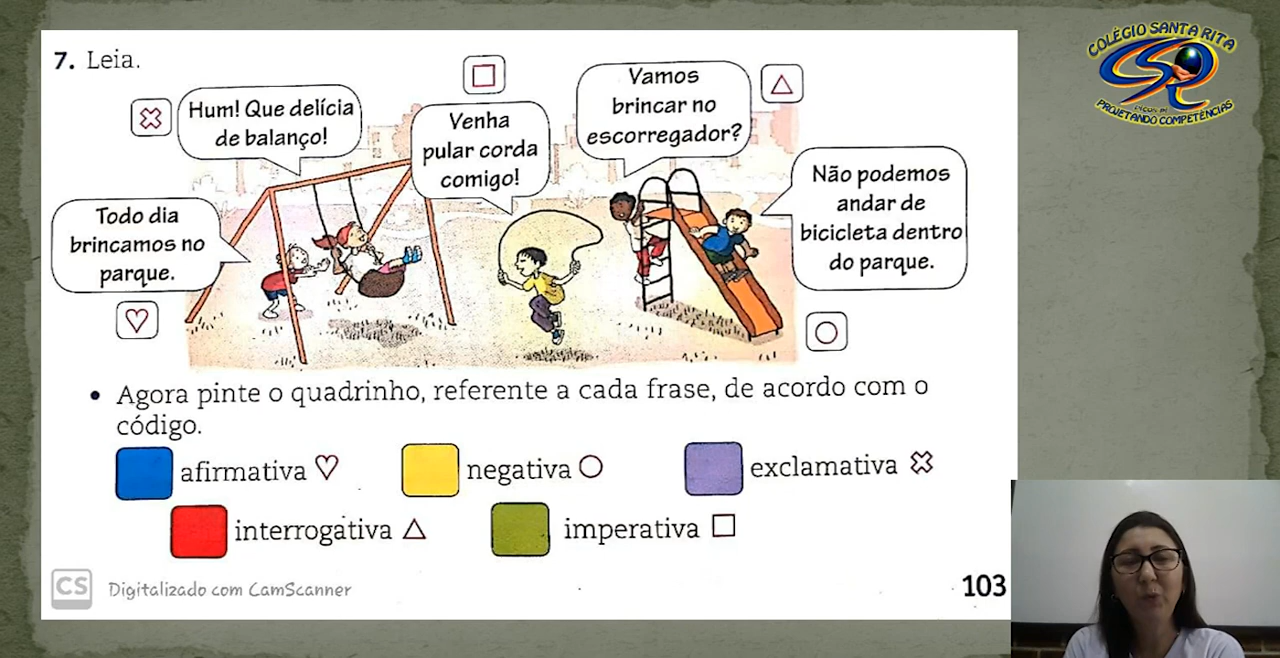 7. Leia.
Hum! Que delícia
de balanço!
Venha
pular corda
comigo!
Vamos
brincar no
escorregador?
Todo dia
brincamos no
parque.
Não podemos
andar de
bicicleta dentro
do parque.
• Agora pinte o quadrinho, referente a cada frase, de acordo com o
código.
afirmativa negativa exclamativa
interrogativa imperativa
CS Digitalizado com CamScanner
103
COLÉGIO SANTA RITA
PROJETANDO COMPETÊNCIAS